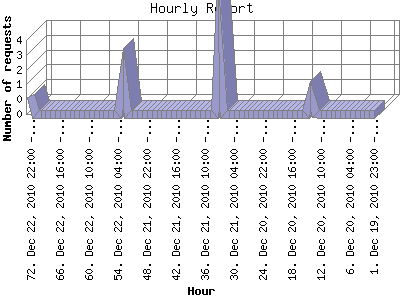 Hourly Report
Number of requests
4
3
2
1
0
0
72. Dec 22, 2010 22:00 -...
66. Dec 22, 2010 16:00 -...
60. Dec 22, 2010 10:00 -...
54. Dec 22, 2010 04:00 -...
48. Dec 21, 2010 22:00 -...
42. Dec 21, 2010 16:00 -...
36. Dec 21, 2010 10:00 -...
30. Dec 21, 2010 04:00 -...
24. Dec 20, 2010 22:00 -...
18. Dec 20, 2010 16:00 -...
12. Dec 20, 2010 10:00 -...
6. Dec 20, 2010 04:00 -...
1. Dec 19, 2010 23:00 -...
Hour